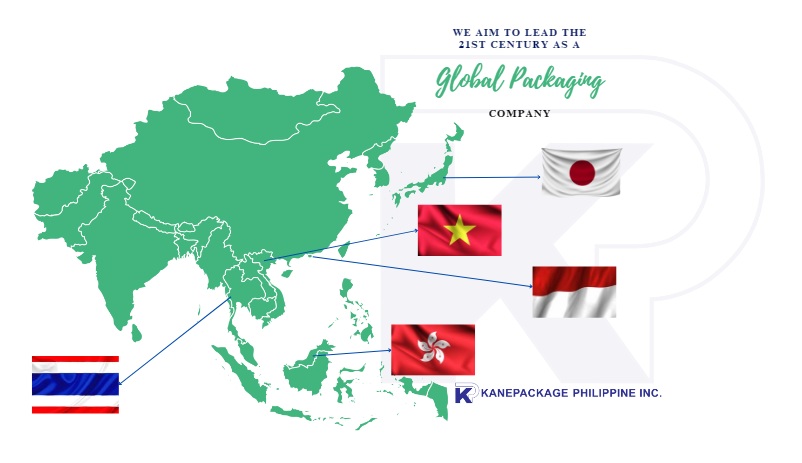 WE AIM TO LEAD THE
21ST CENTURY AS A
Global Packaging
COMPANY
KANEPACKAGE PHILIPPINE INC.